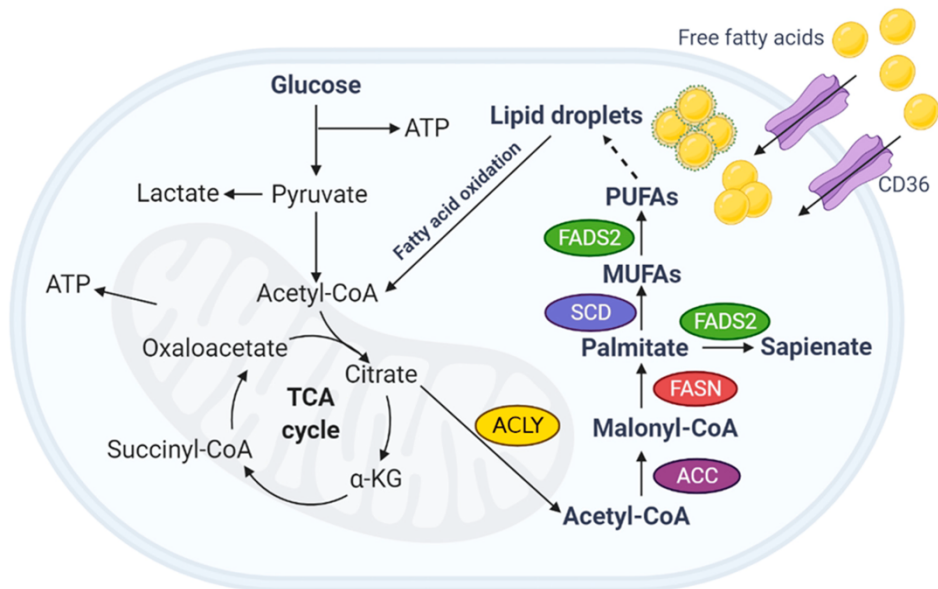 Free fatty acids
Glucose
Lipid droplets
ATP
CD36
Lactate
Pyruvate
Fatty acid oxidation
PUFAs
FADS2
MUFAs
ATP
Acetyl-CoA
SCD
FADS2
Oxaloacetate
Palmitate
Sapienate
Citrate
FASN
TCA
cycle
ACLY
Malonyl-CoA
Succinyl-CoA
α-KG
ACC
Acetyl-CoA